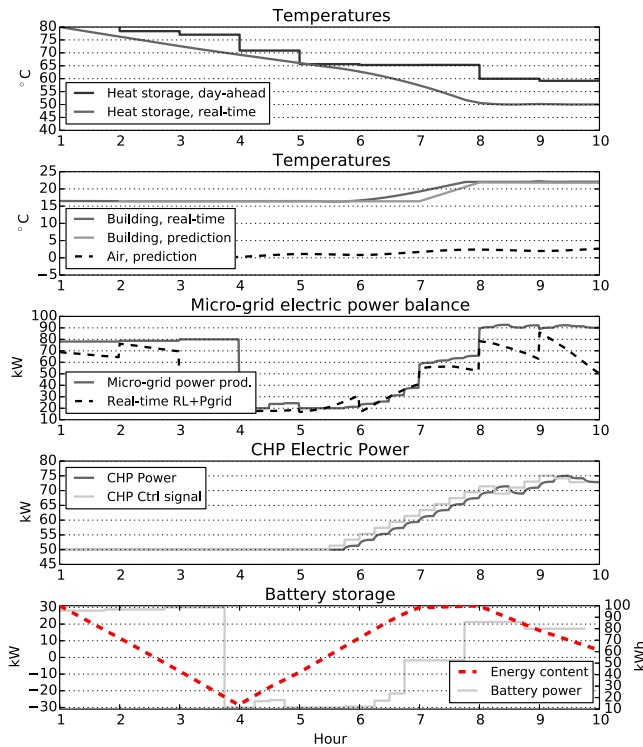 Temperatures
80
75
70
65
60
55
50
45
40
°C
Heat storage, day-ahead
Heat storage, real-time
1 2 3 4 5 6 7 8 9 10
Temperatures
25
20
15
10
5
0
−5
°C
Building, real-time
Building, prediction
Air, prediction
1 2 3 4 5 6 7 8 9 10
Micro-grid electric power balance
100
90
80
70
60
50
40
30
20
10
kW
Micro-grid power prod.
Real-time RL+Pgrid
1 2 3 4 5 6 7 8 9 10
CHP Electric Power
80
75
70
65
60
55
50
45
kW
CHP Power
CHP Ctrl signal
1 2 3 4 5 6 7 8 9 10
Battery storage
30
20
10
0
−10
−20
−30
kW
100
90
80
70
60
50
40
30
20
10
kWh
Energy content
Battery power
1 2 3 4 5 6 7 8 9 10
Hour